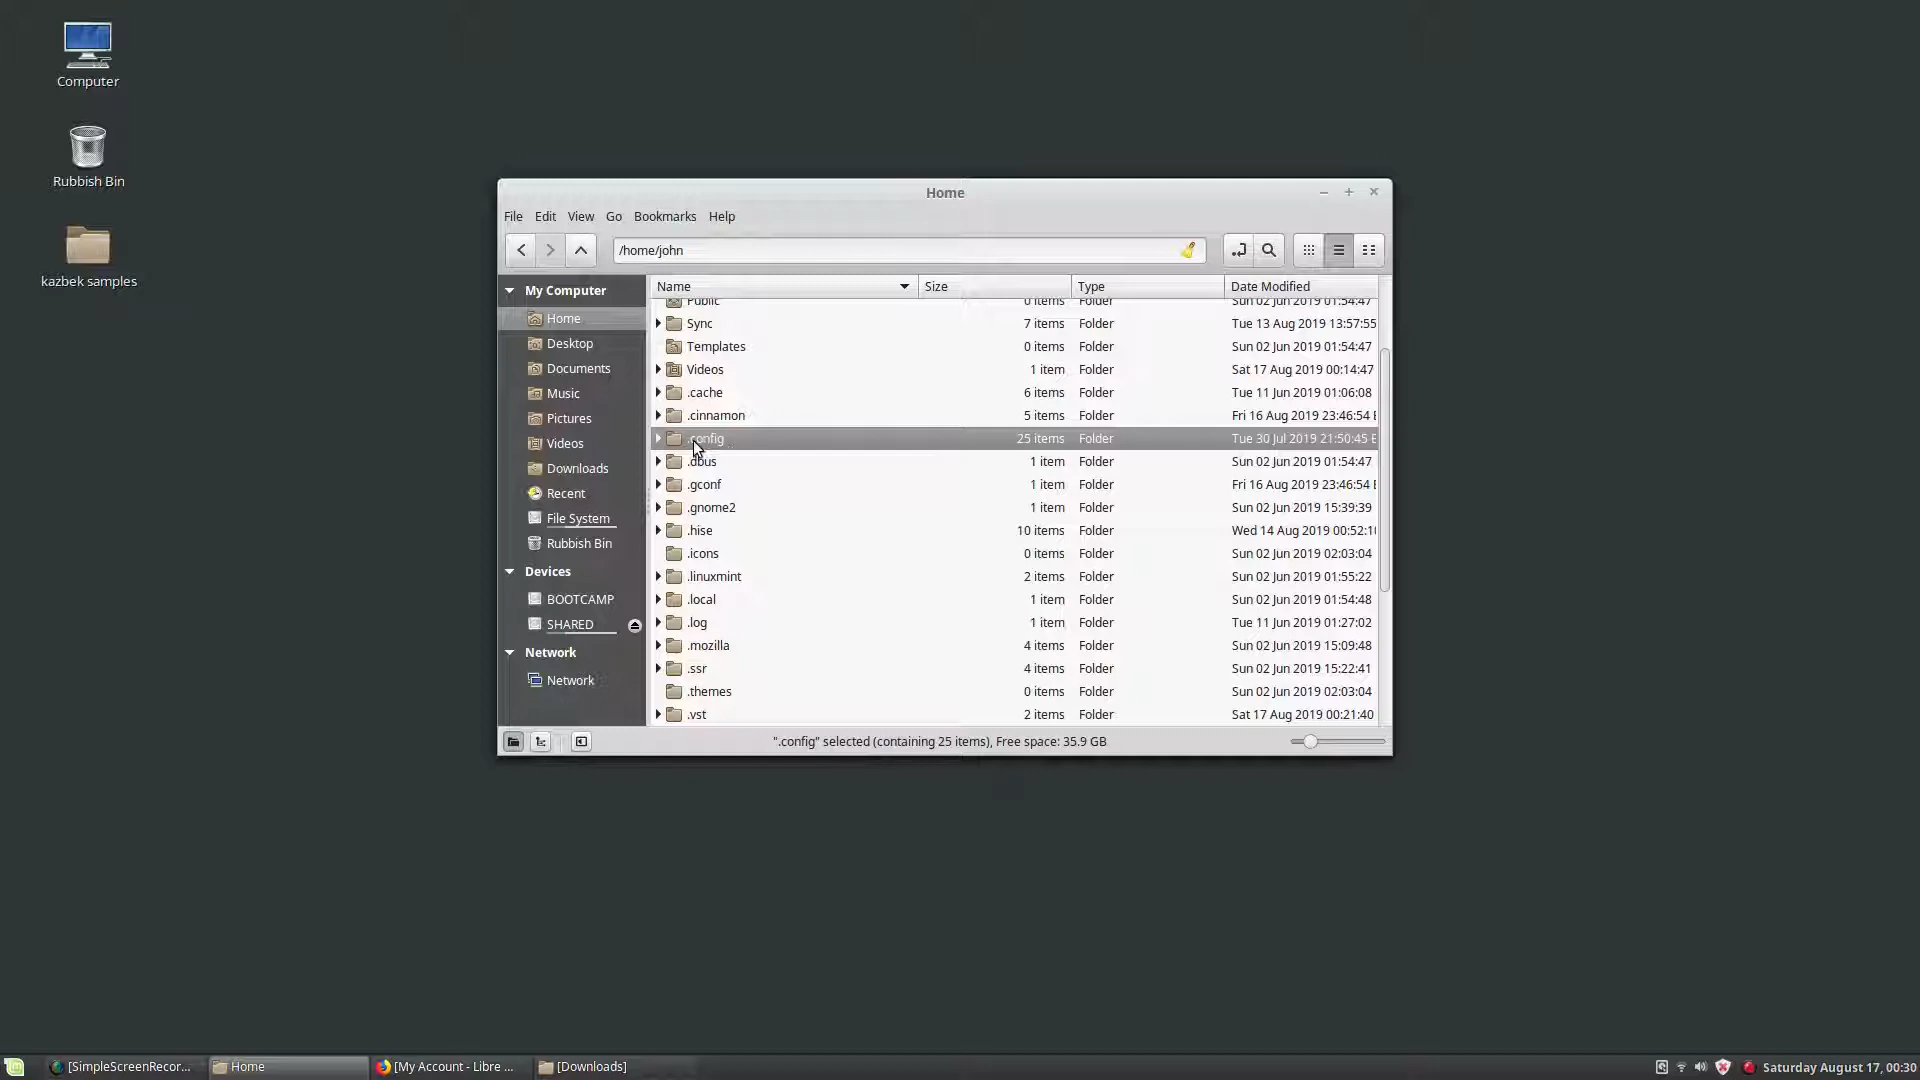 Computer
Rubbish Bin
kazbek samples
Home
File Edit View Go Bookmarks Help
/home/john
My Computer
Home
Desktop
Documents
Music
Pictures
Videos
Downloads
Recent
File System
Rubbish Bin
Devices
BOOTCAMP
SHARED
Network
Network
Name Size Type Date Modified
Public 0 items Folder Sun 02 Jun 2019 01:54:47
Sync 7 items Folder Tue 13 Aug 2019 13:57:55
Templates 0 items Folder Sun 02 Jun 2019 01:54:47
Videos 1 item Folder Sat 17 Aug 2019 00:14:47
.cache 6 items Folder Tue 11 Jun 2019 01:06:08
.cinnamon 5 items Folder Fri 16 Aug 2019 23:46:54
.config 25 items Folder Tue 30 Jul 2019 21:50:45
.dbus 1 item Folder Sun 02 Jun 2019 01:54:47
.gconf 1 item Folder Fri 16 Aug 2019 23:46:54
.gnome2 1 item Folder Sun 02 Jun 2019 15:39:39
.hise 10 items Folder Wed 14 Aug 2019 00:52:10
.icons 0 items Folder Sun 02 Jun 2019 02:03:04
.linuxmint 2 items Folder Sun 02 Jun 2019 01:55:22
.local 1 item Folder Sun 02 Jun 2019 01:54:48
.log 1 item Folder Tue 11 Jun 2019 01:27:02
.mozilla 4 items Folder Sun 02 Jun 2019 15:09:48
.ssr 4 items Folder Sun 02 Jun 2019 15:22:41
.themes 0 items Folder Sun 02 Jun 2019 02:03:04
.vst 2 items Folder Sat 17 Aug 2019 00:21:40
".config" selected (containing 25 items), Free space: 35.9 GB
[SimpleScreenRecor... Home [My Account - Libre ... [Downloads] Saturday August 17, 00:30